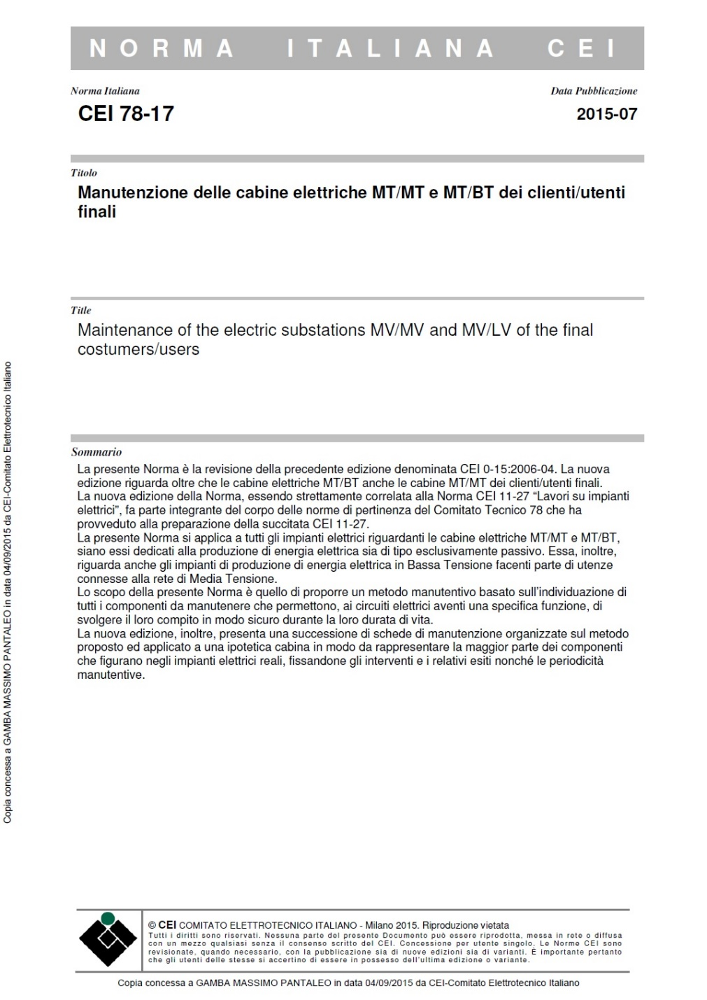 NORMA ITALIANA CEI
Norma Italiana
Data Pubblicazione
CEI 78-17
2015-07
Titolo
Manutenzione delle cabine elettriche MT/MT e MT/BT dei clienti/utenti
finali
Title
Maintenance of the electric substations MV/MV and MV/LV of the final
costumers/users
Sommario
La presente Norma è la revisione della precedente edizione denominata CEI 0-15:2006-04. La nuova
edizione riguarda oltre che le cabine elettriche MT/BT anche le cabine MT/MT dei clienti/utenti finali.
La nuova edizione della Norma, essendo strettamente correlata alla Norma CEI 11-27 “Lavori su impianti
elettrici”, fa parte integrante del corpo delle norme di pertinenza del Comitato Tecnico 78 che ha
provveduto alla preparazione della succitata CEI 11-27.
La presente Norma si applica a tutti gli impianti elettrici riguardanti le cabine elettriche MT/MT e MT/BT,
siano essi dedicati alla produzione di energia elettrica sia di tipo esclusivamente passivo. Essa, inoltre,
riguarda anche gli impianti di produzione di energia elettrica in Bassa Tensione facenti parte di utenze
connesse alla rete di Media Tensione.
Lo scopo della presente Norma è quello di proporre un metodo manutentivo basato sull'individuazione di
tutti i componenti da manutenere che permettono, ai circuiti elettrici aventi una specifica funzione, di
svolgere il loro compito in modo sicuro durante la loro durata di vita.
La nuova edizione, inoltre, presenta una successione di schede di manutenzione organizzate sul metodo
proposto ed applicato a una ipotetica cabina in modo da rappresentare la maggior parte dei componenti
che figurano negli impianti elettrici reali, fissandone gli interventi e i relativi esiti nonché le periodicità
manutentive.
Copia concessa a GAMBA MASSIMO PANTALEO in data 04/09/2015 da CEI-Comitato Elettrotecnico Italiano
© CEI COMITATO ELETTROTECNICO ITALIANO - Milano 2015. Riproduzione vietata
Tutti i diritti sono riservati. Nessuna parte del presente Documento può essere riprodotta, messa in rete o diffusa
con un mezzo qualsiasi senza il consenso scritto del CEI. Concessione per utente singolo. Le Norme CEI sono
revisionate, quando necessario, con la pubblicazione sia di nuove edizioni sia di varianti. È importante pertanto
che gli utenti delle stesse si accertino di essere in possesso dell'ultima edizione o variante.
Copia concessa a GAMBA MASSIMO PANTALEO in data 04/09/2015 da CEI-Comitato Elettrotecnico Italiano